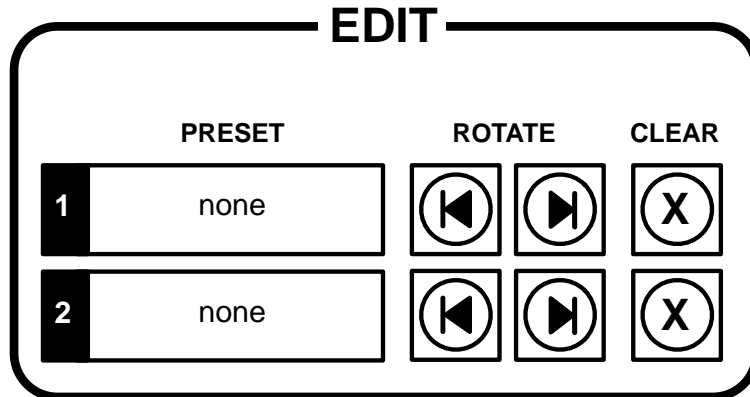 EDIT
PRESET ROTATE CLEAR
1 none X
2 none X